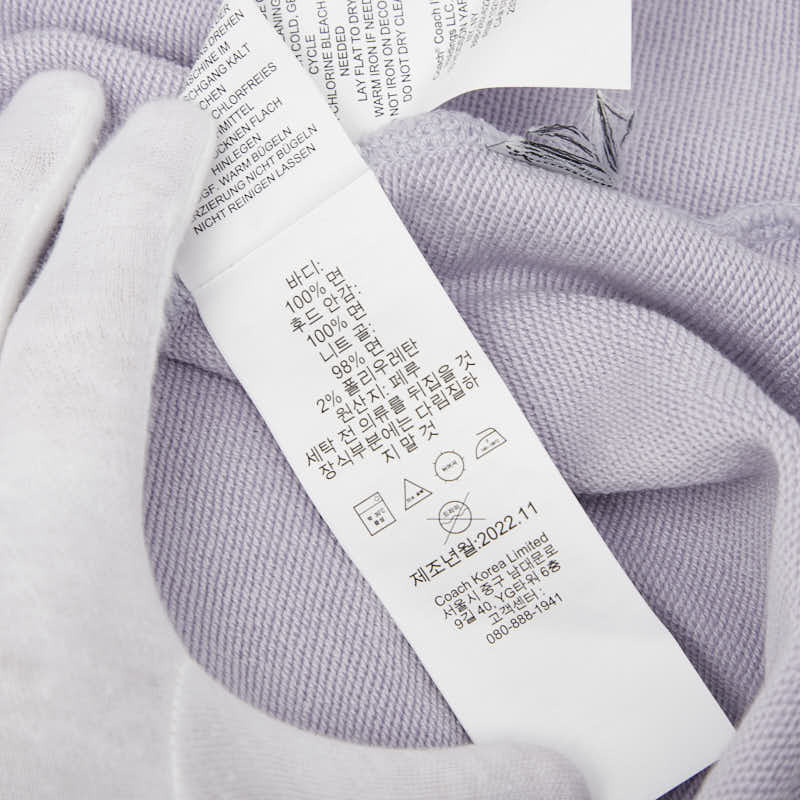 WAS DREHEN
SCHINE IM
CHGANG KALT
CHEN
CHLORFREIES
MITTEL
OCKNEN FLACH
HINLEGEN
GGF. WARM BÜGELN
RZIERUNG NICHT BÜGELN
NICHT REINIGEN LASSEN
CYCLE
CHLORINE BLEACH
NEEDED
LAY FLAT TO DRY
WARM IRON IF NEED
NOT IRON ON DECO
DO NOT DRY CLEA
바디:
100% 면
후드 안감:
100% 면
니트 골:
98% 면
2% 폴리우레탄
원산지: 페루
세탁 전 의류를 뒤집을 것
장식부분에는 다림질하
지 말 것
제조년월:2022.11
Coach Korea Limited
서울시 중구 남대문로
9길 40, YG타워 6층
고객센터 :
080-888-1941